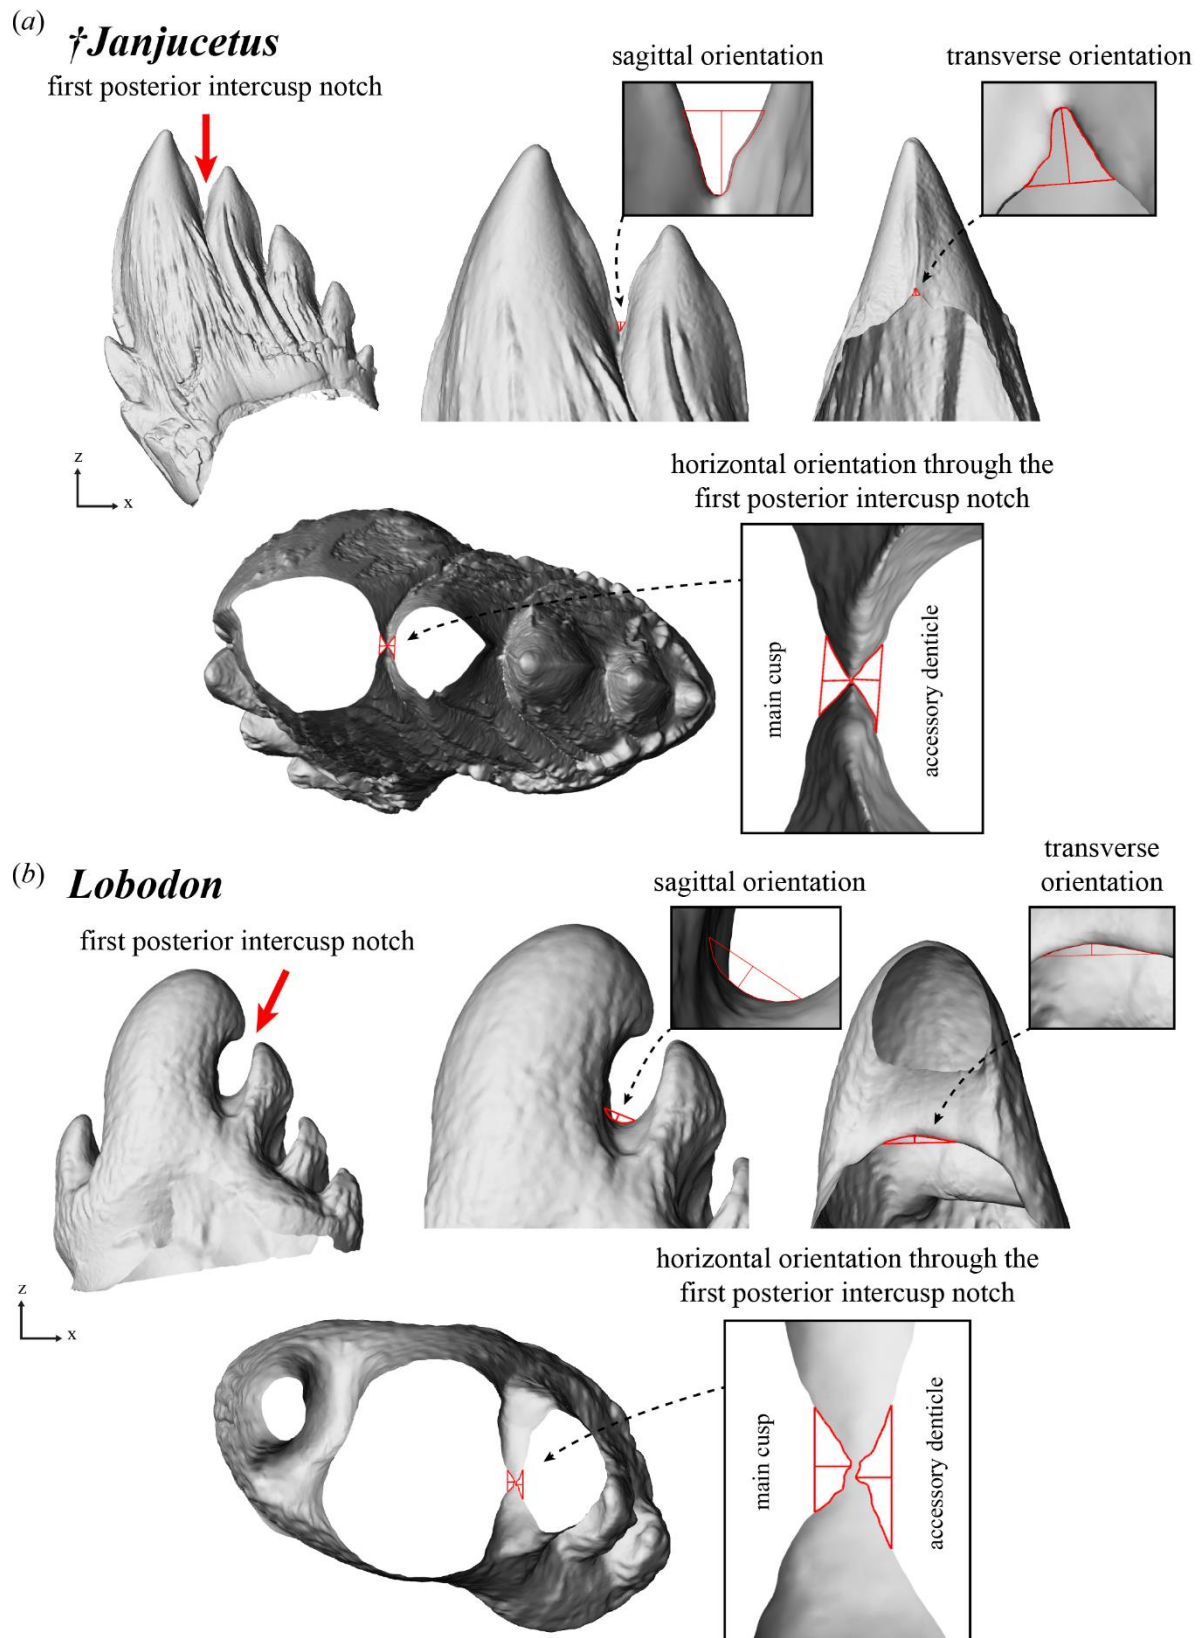 (a)
†Janjucetus
first posterior intercusp notch
sagittal orientation
transverse orientation
z
x
horizontal orientation through the
first posterior intercusp notch
main cusp
accessory denticle
(b)
Lobodon
first posterior intercusp notch
sagittal orientation
transverse
orientation
z
x
horizontal orientation through the
first posterior intercusp notch
main cusp
accessory denticle